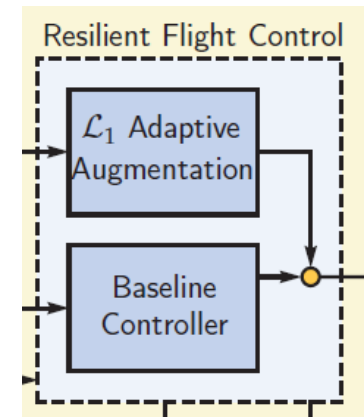 Resilient Flight Control
ℒ₁ Adaptive
Augmentation
Baseline
Controller